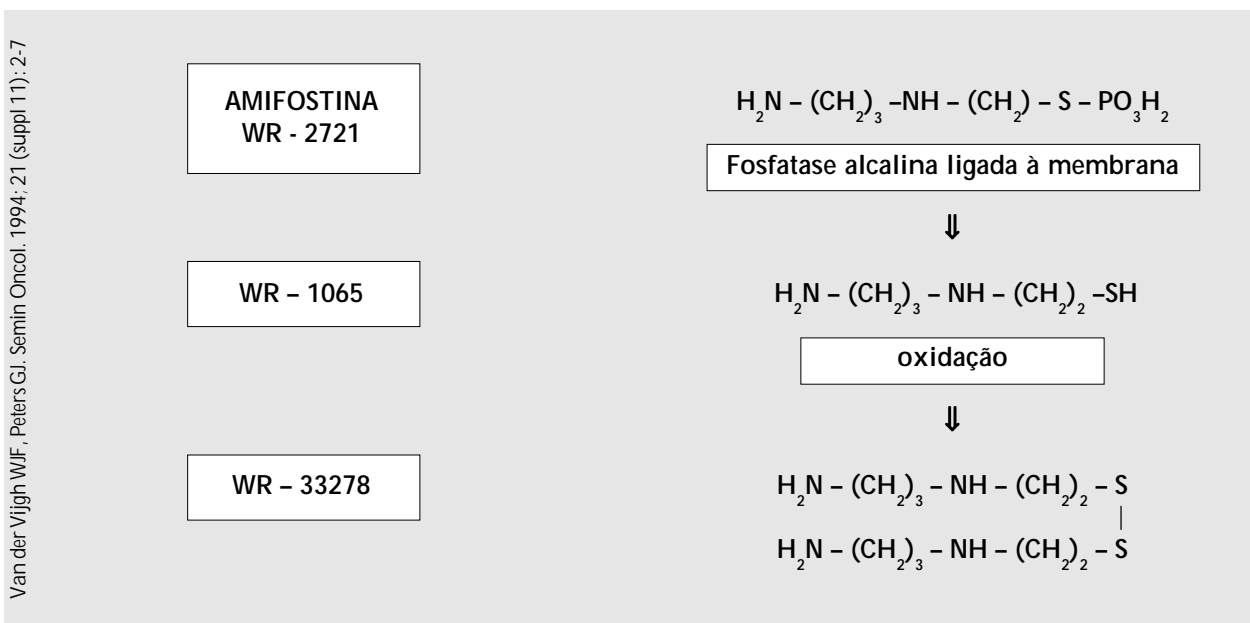 Van der Vijgh WJF, Peters GJ. Semin Oncol. 1994; 21 (suppl 11): 2-7
AMIFOSTINA
WR - 2721
H₂N – (CH₂)₃ –NH – (CH₂) – S – PO₃H₂
Fosfatase alcalina ligada à membrana
⇓
WR – 1065
H₂N – (CH₂)₃ – NH – (CH₂)₂ –SH
oxidação
⇓
WR – 33278
H₂N – (CH₂)₃ – NH – (CH₂)₂ – S
|
H₂N – (CH₂)₃ – NH – (CH₂)₂ – S